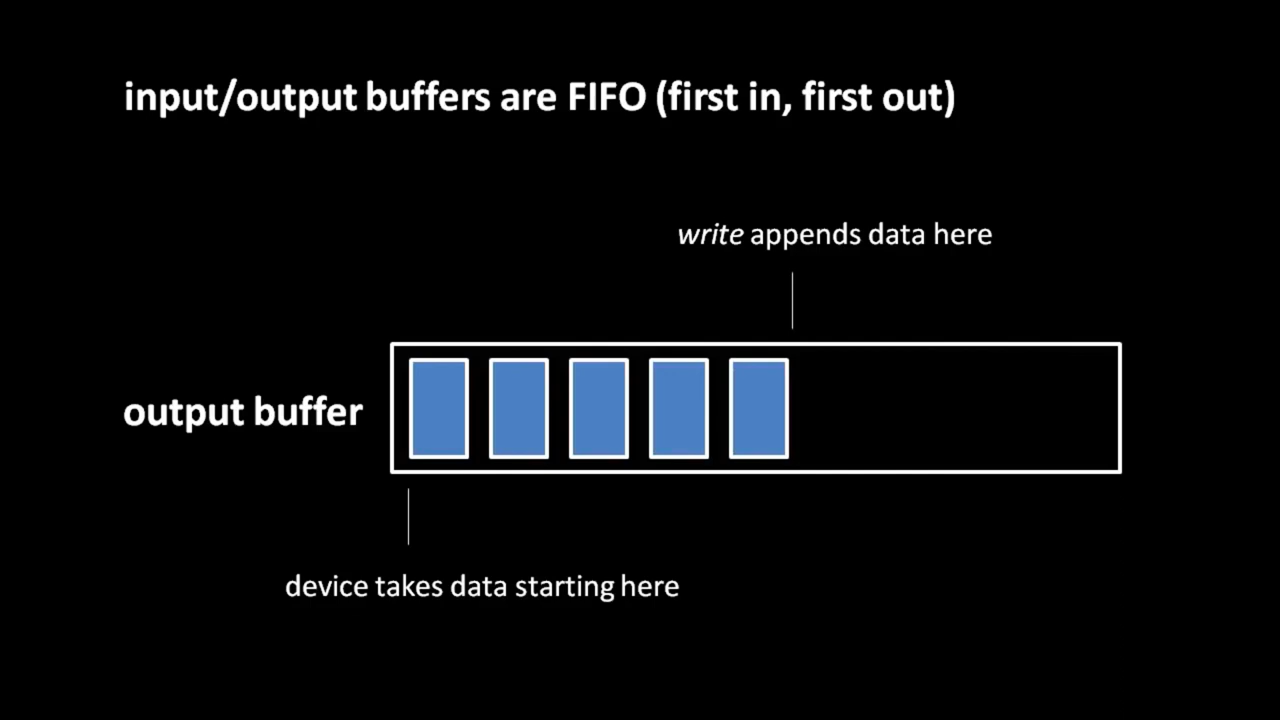 input/output buffers are FIFO (first in, first out)
write appends data here
output buffer
device takes data starting here